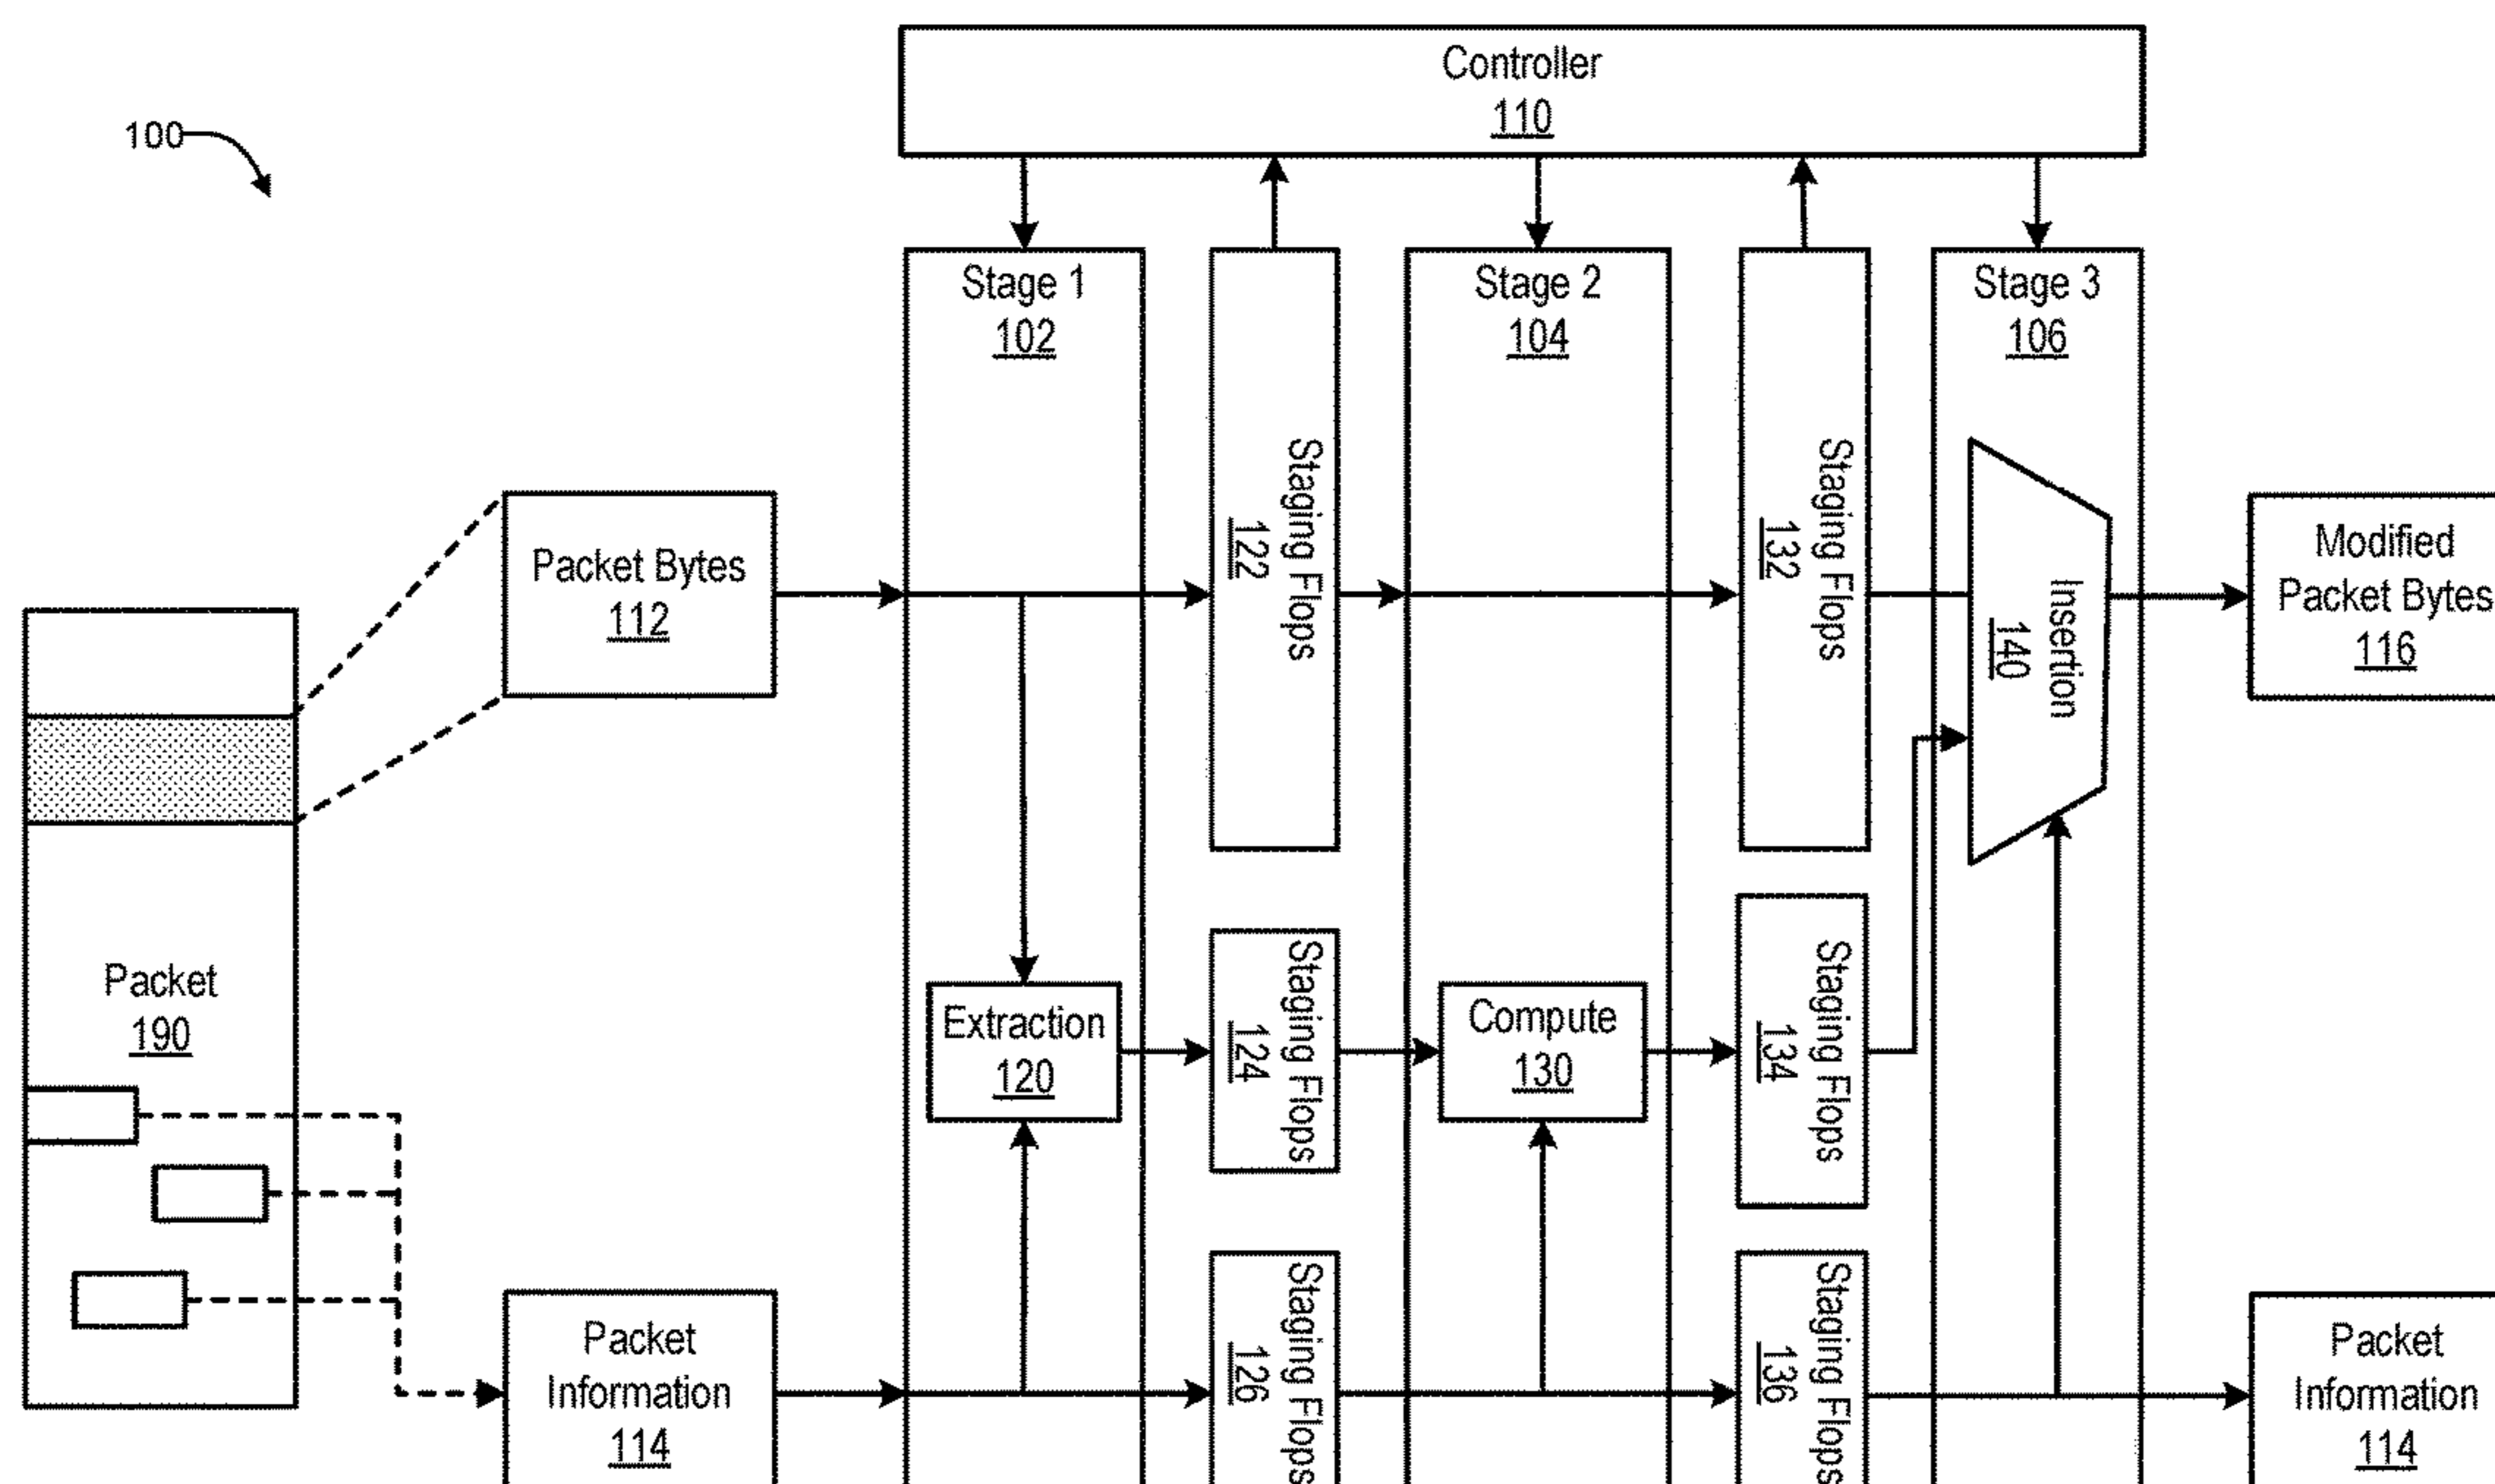 Controller
110
100
Stage 1
102
Stage 2
104
Stage 3
106
Packet Bytes
112
Staging Flops
122
Staging Flops
132
Insertion
140
Modified
Packet Bytes
116
Packet
190
Extraction
120
Staging Flops
124
Compute
130
Staging Flops
134
Packet
Information
114
Staging Flops
126
Staging Flops
136
Packet
Information
114